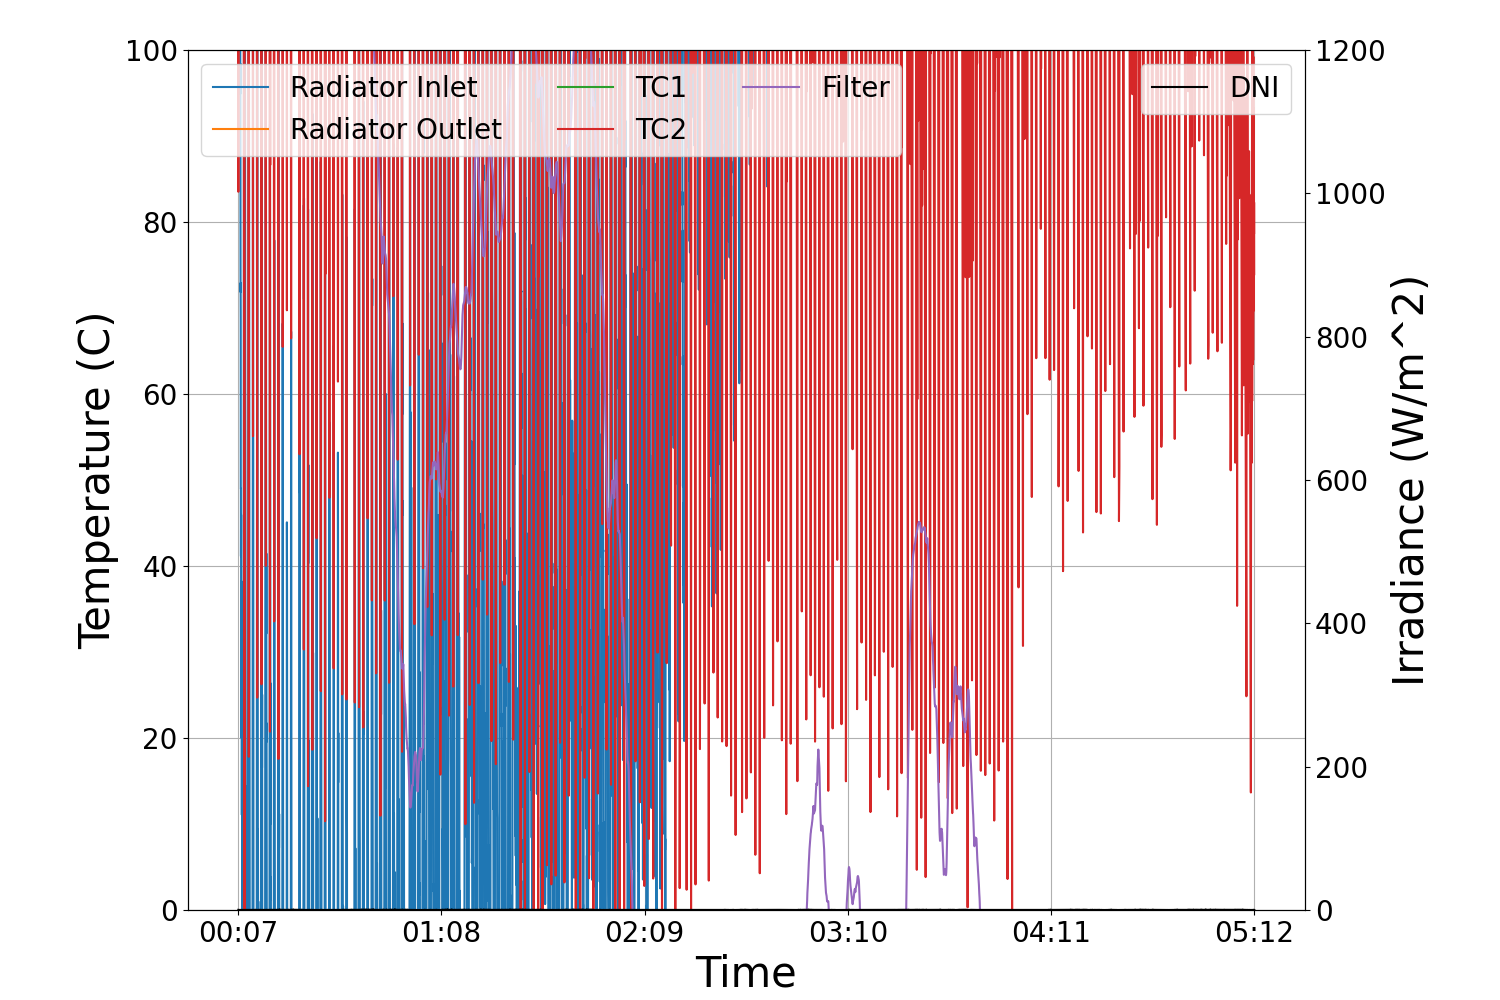 100
80
60
40
20
0
Temperature (C)
Radiator Inlet
Radiator Outlet
TC1
TC2
Filter
DNI
1200
1000
800
600
400
200
0
Irradiance (W/m^2)
00:07
01:08
02:09
03:10
04:11
05:12
Time